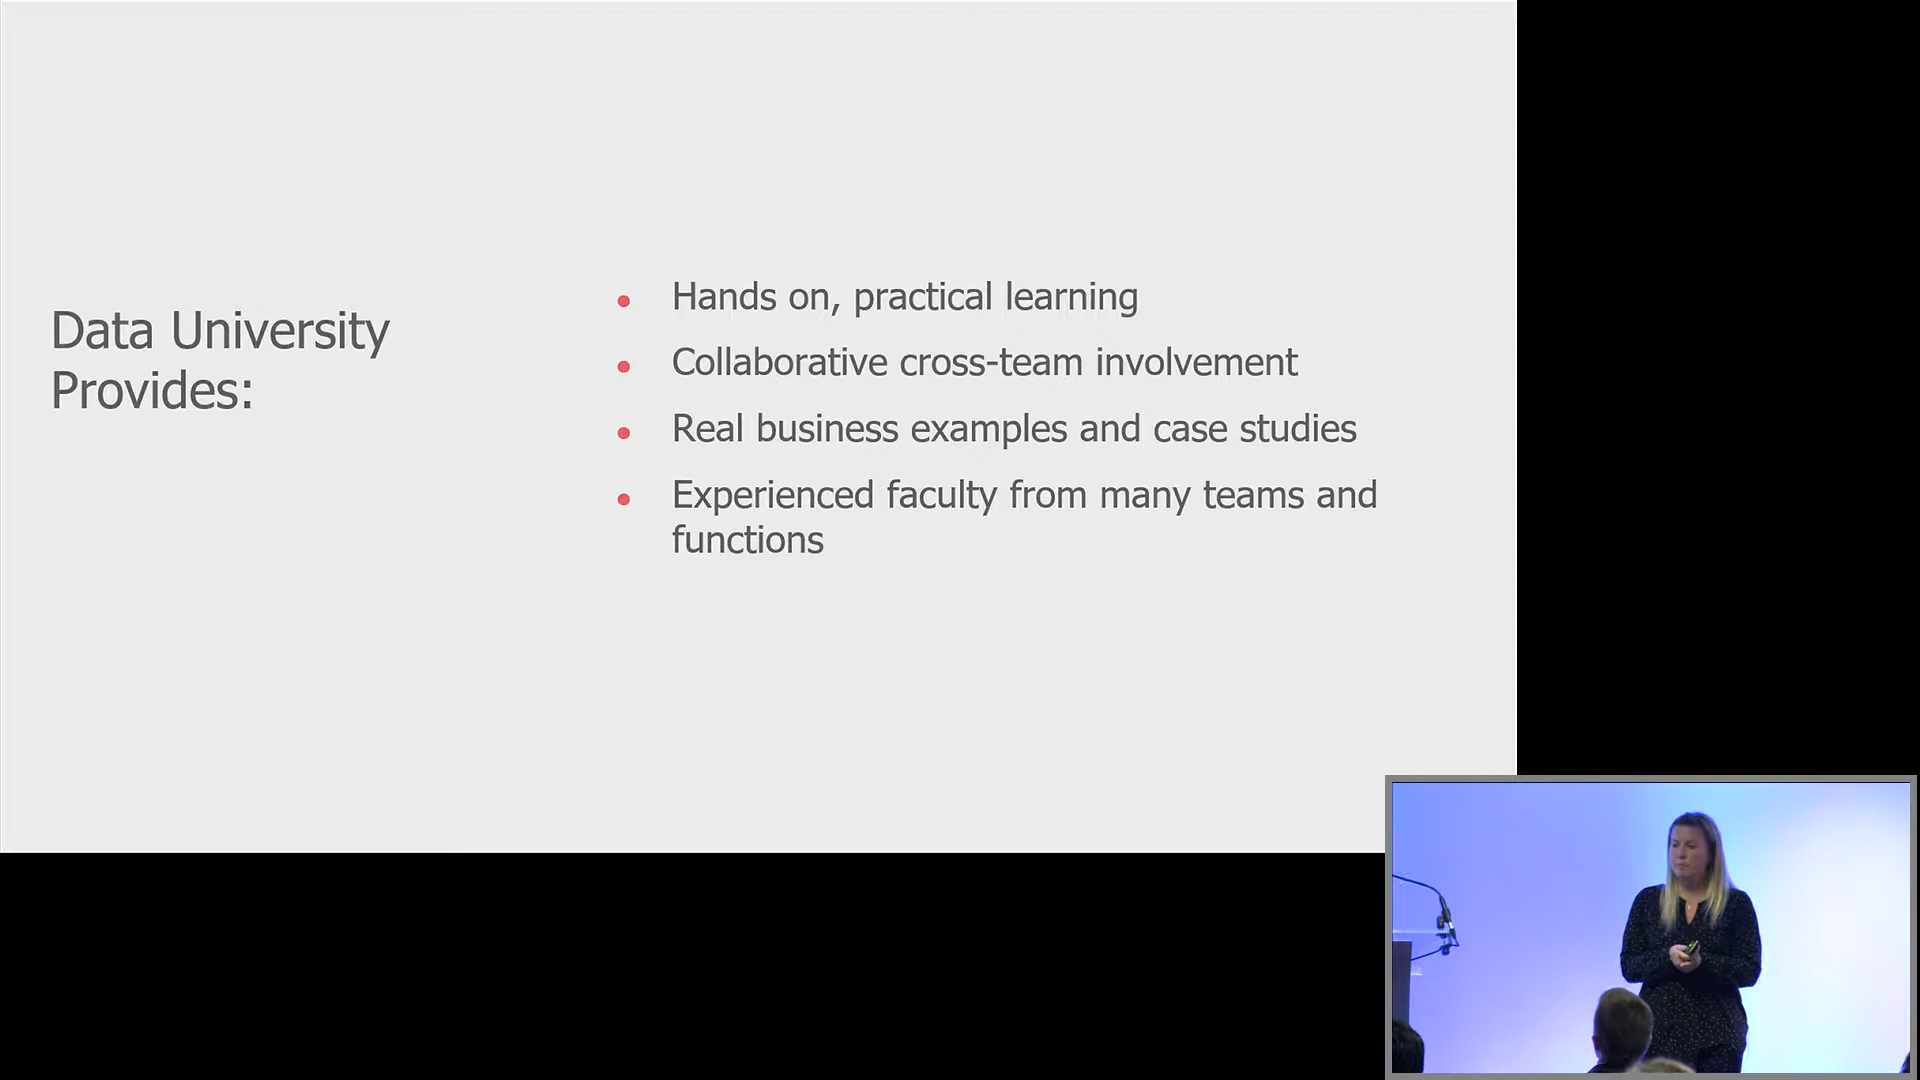 Data University
Provides:
Hands on, practical learning
Collaborative cross-team involvement
Real business examples and case studies
Experienced faculty from many teams and
functions